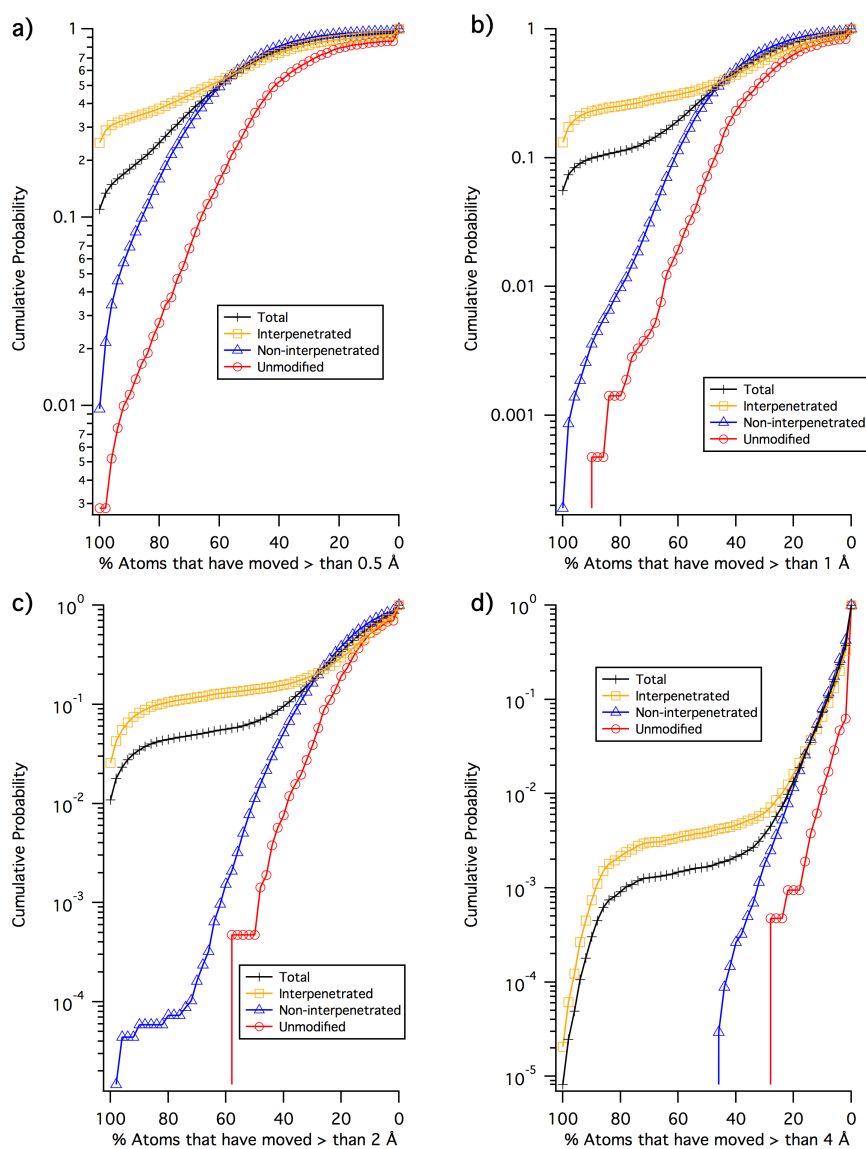 a)
Cumulative Probability
1
7
6
5
4
3
2
0.1
7
6
5
4
3
2
0.01
7
6
5
4
3
100 80 60 40 20 0
% Atoms that have moved > than 0.5 Å
Total
Interpenetrated
Non-interpenetrated
Unmodified
b)
Cumulative Probability
1
0.1
0.01
0.001
100 80 60 40 20 0
% Atoms that have moved > than 1 Å
Total
Interpenetrated
Non-interpenetrated
Unmodified
c)
Cumulative Probability
10⁰
10⁻¹
10⁻²
10⁻³
10⁻⁴
100 80 60 40 20 0
% Atoms that have moved > than 2 Å
Total
Interpenetrated
Non-interpenetrated
Unmodified
d)
Cumulative Probability
10⁰
10⁻¹
10⁻²
10⁻³
10⁻⁴
10⁻⁵
100 80 60 40 20 0
% Atoms that have moved > than 4 Å
Total
Interpenetrated
Non-interpenetrated
Unmodified